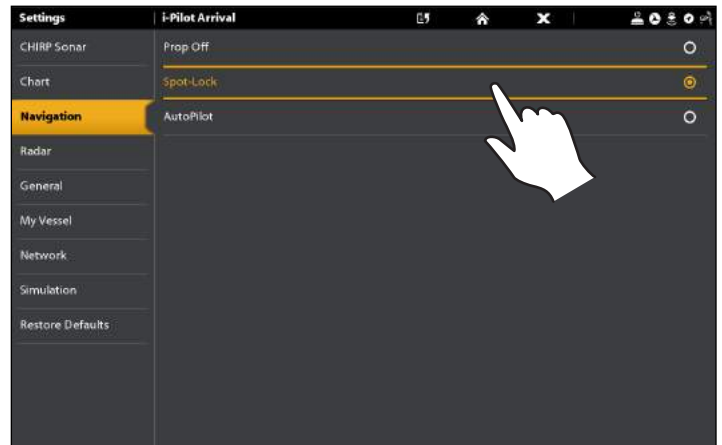 Settings
i-Pilot Arrival
CHIRP Sonar
Prop Off
Chart
Spot-Lock
Navigation
AutoPilot
Radar
General
My Vessel
Network
Simulation
Restore Defaults